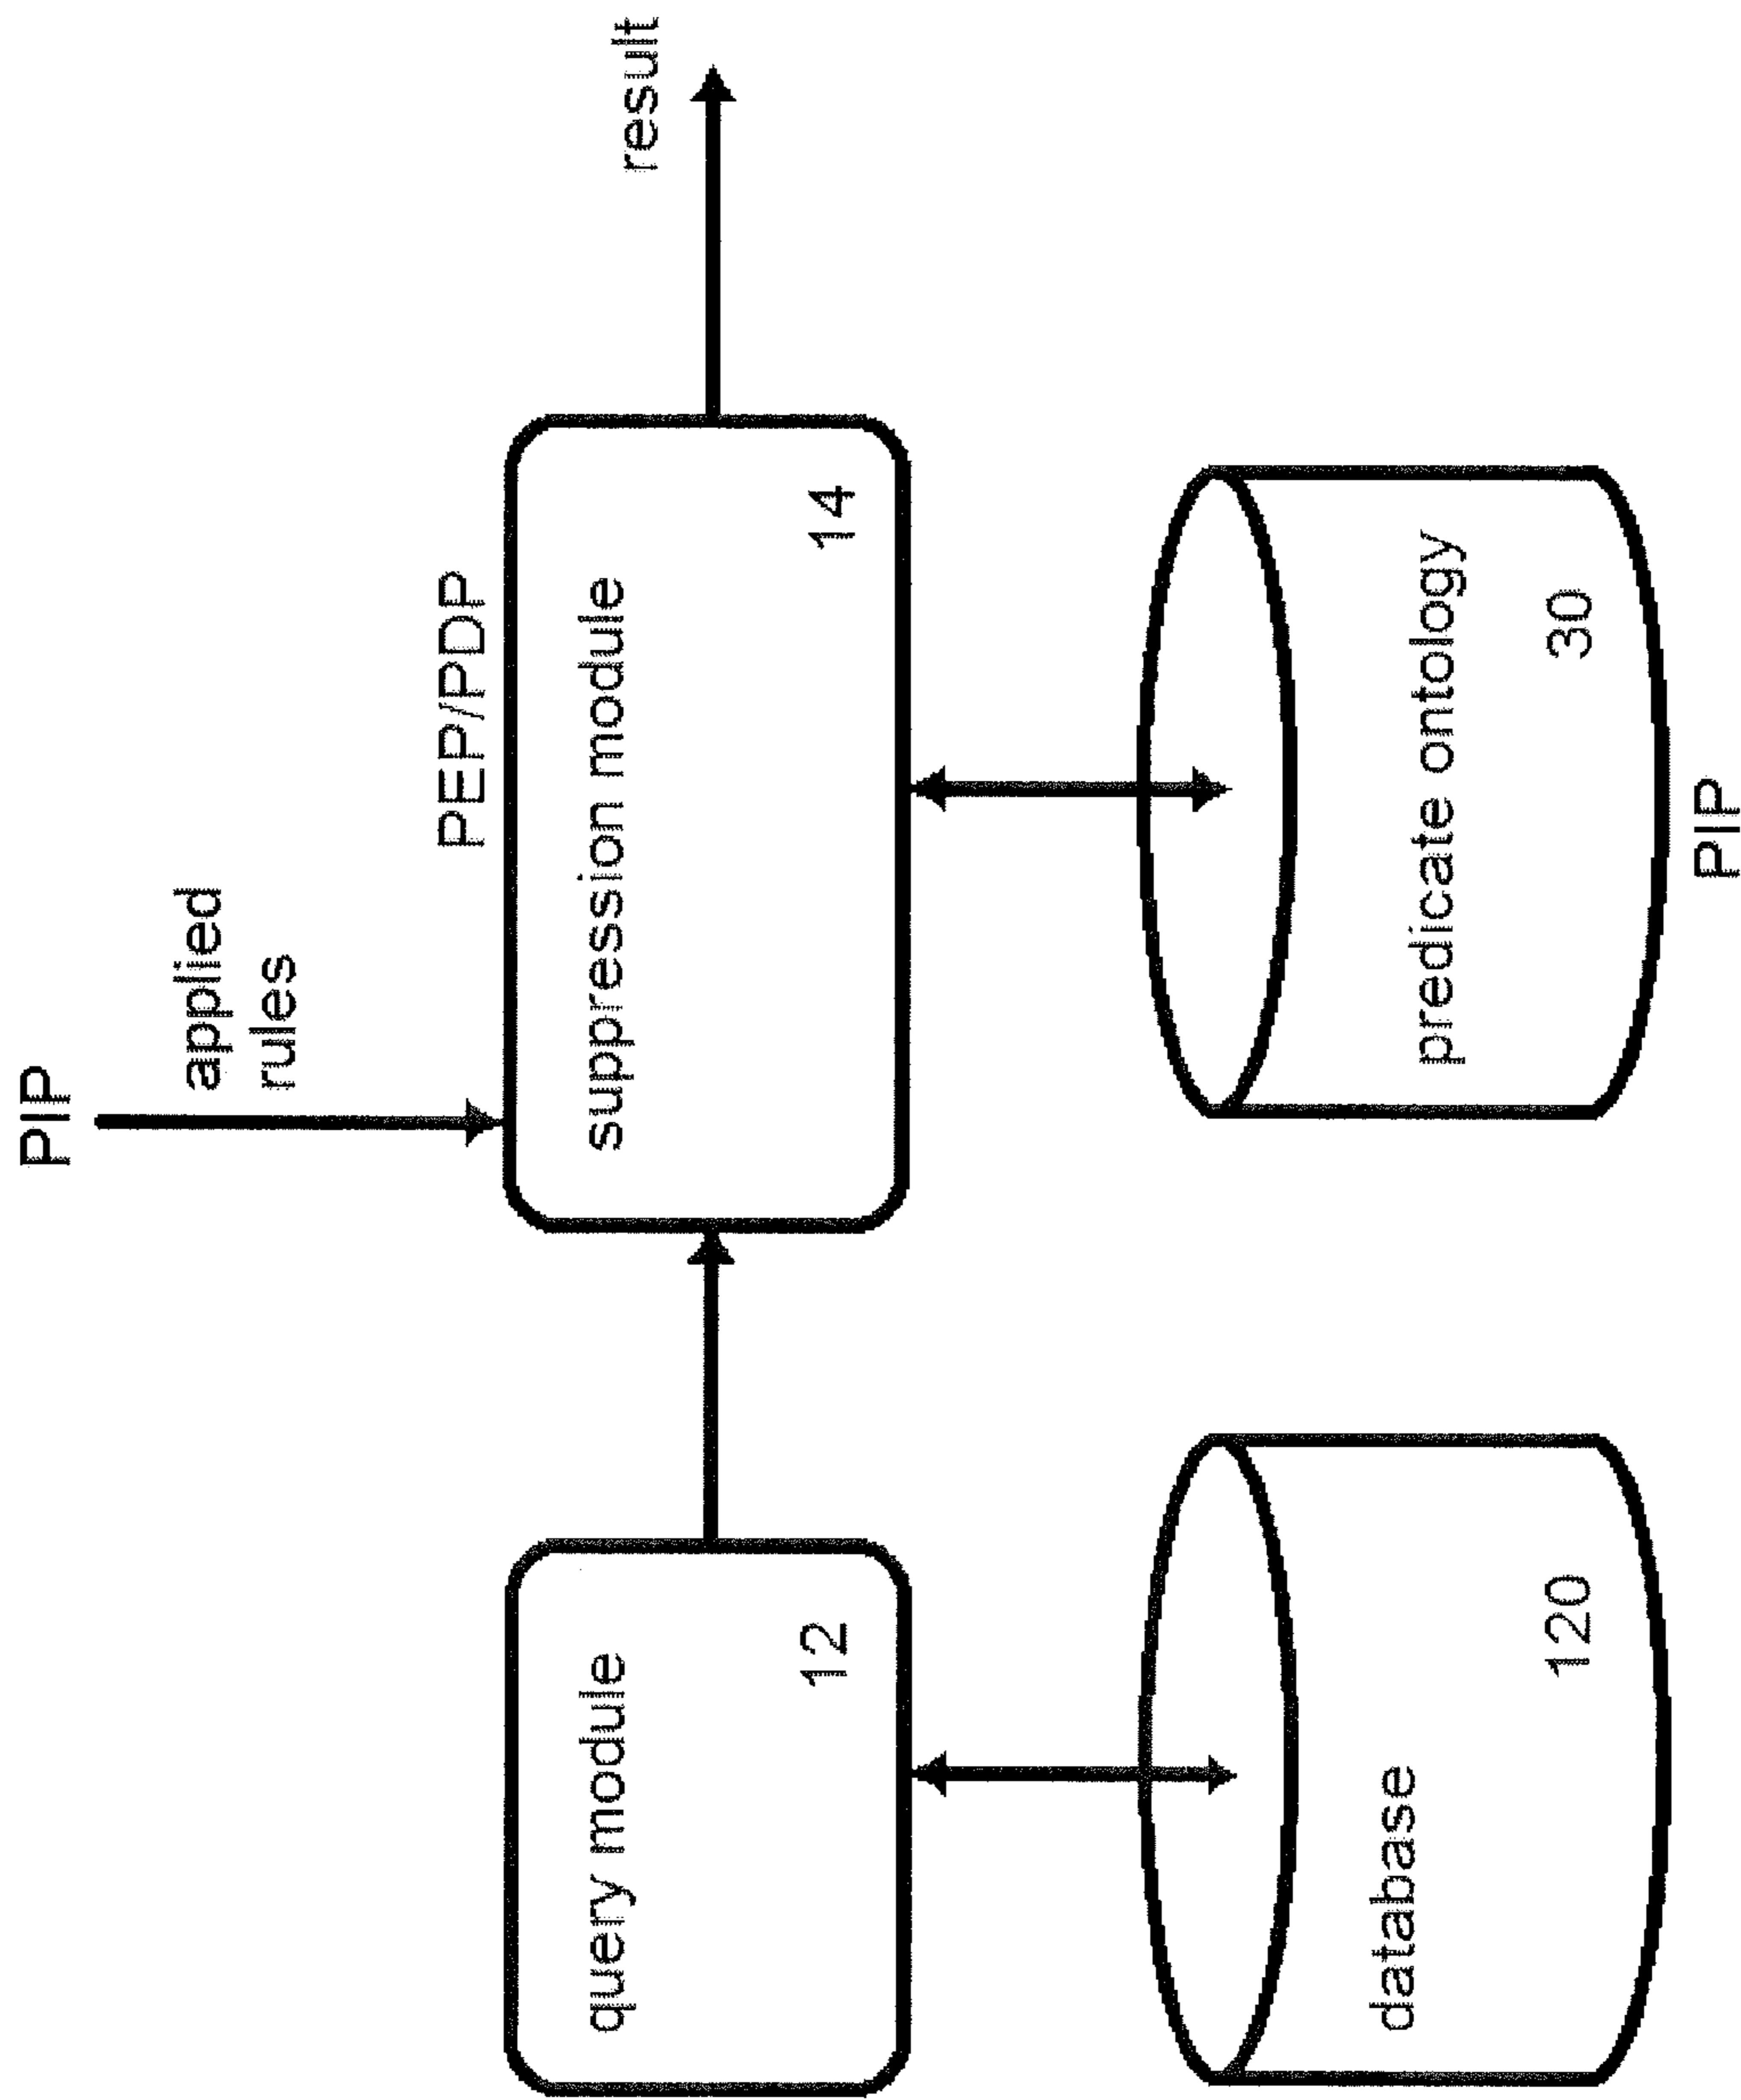 PIP
applied
rules
PEP/PDP
result
query module
12
suppression module
14
database
120
predicate ontology
30
PIP